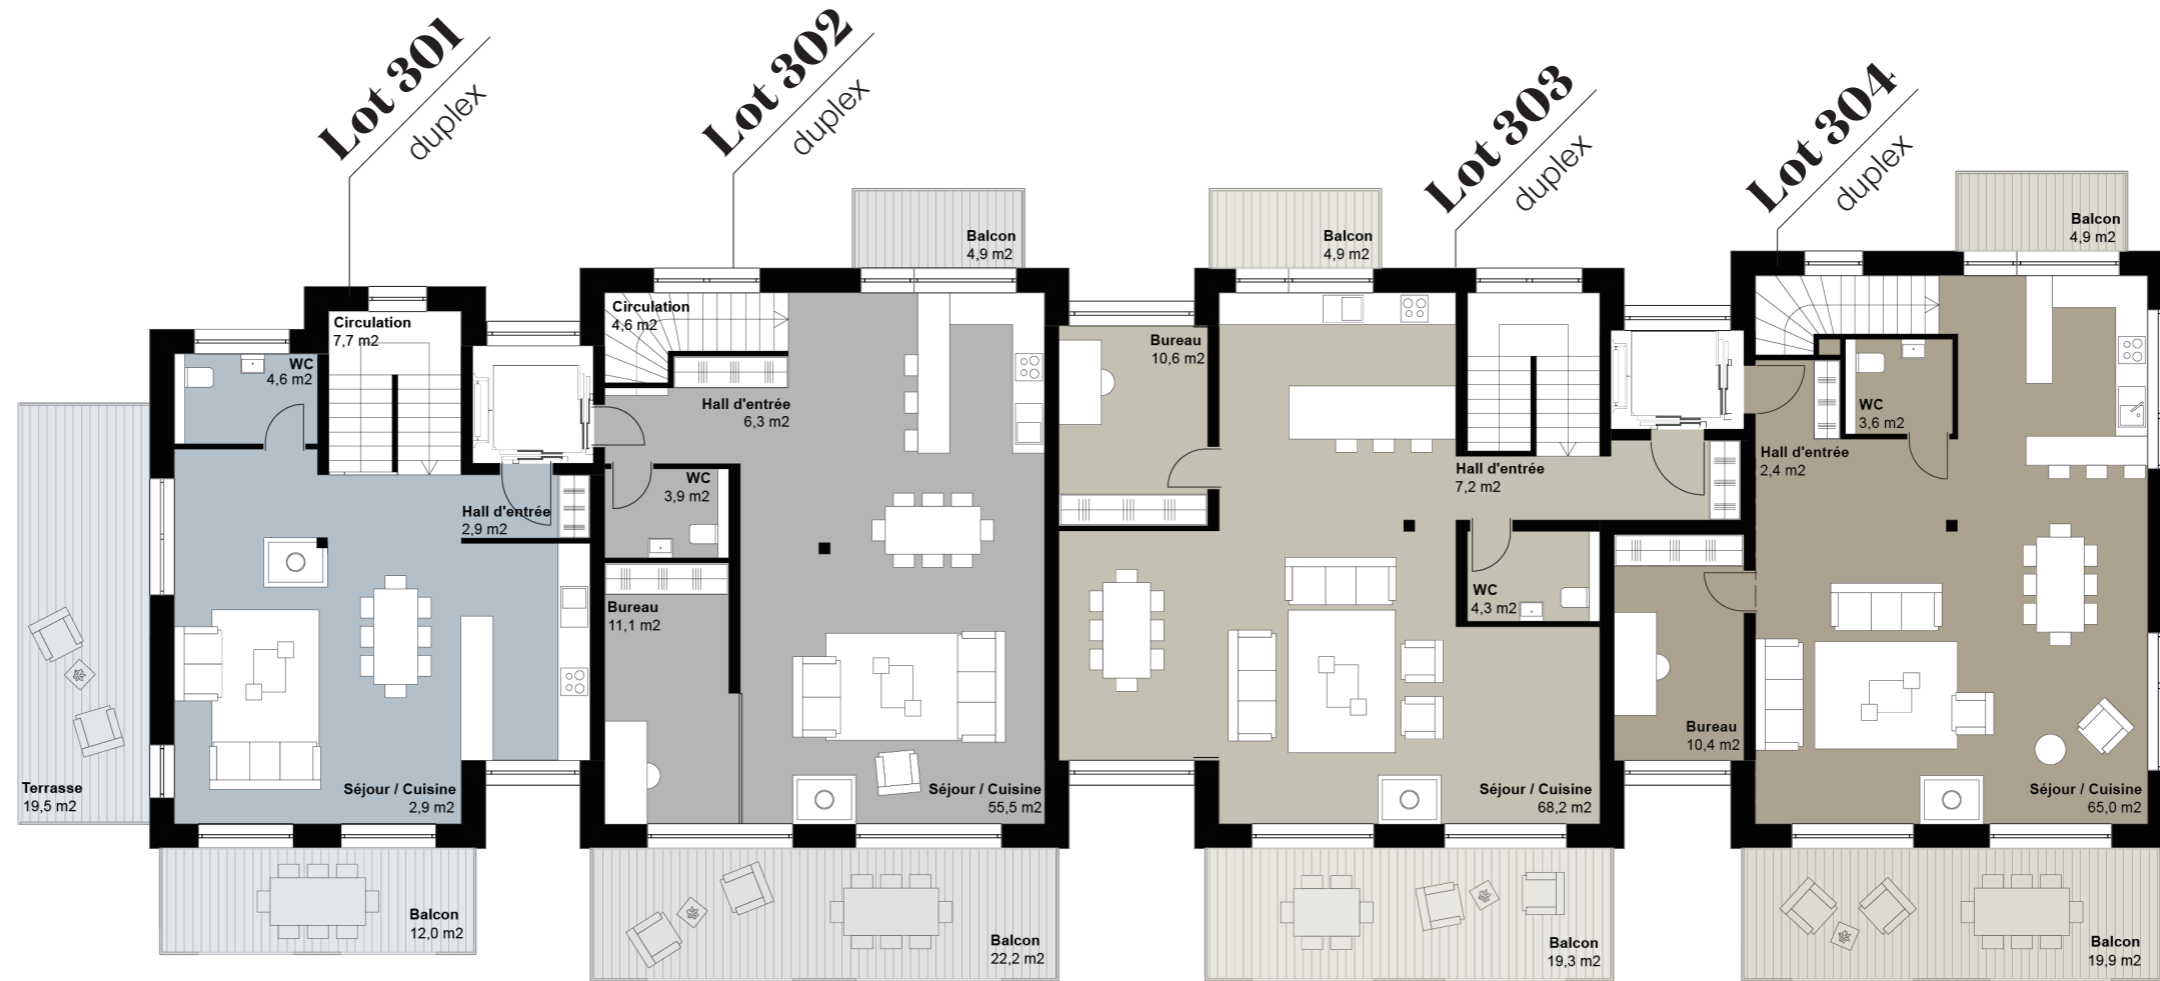 Lot 301
duplex
Lot 302
duplex
Lot 303
duplex
Lot 304
duplex
Circulation
7,7 m2
WC
4,6 m2
Hall d'entrée
2,9 m2
Terrasse
19,5 m2
Séjour / Cuisine
2,9 m2
Balcon
12,0 m2
Balcon
4,9 m2
Circulation
4,6 m2
Hall d'entrée
6,3 m2
WC
3,9 m2
Bureau
11,1 m2
Séjour / Cuisine
55,5 m2
Balcon
22,2 m2
Balcon
4,9 m2
Bureau
10,6 m2
Hall d'entrée
7,2 m2
WC
4,3 m2
Séjour / Cuisine
68,2 m2
Balcon
19,3 m2
Balcon
4,9 m2
WC
3,6 m2
Hall d'entrée
2,4 m2
Bureau
10,4 m2
Séjour / Cuisine
65,0 m2
Balcon
19,9 m2